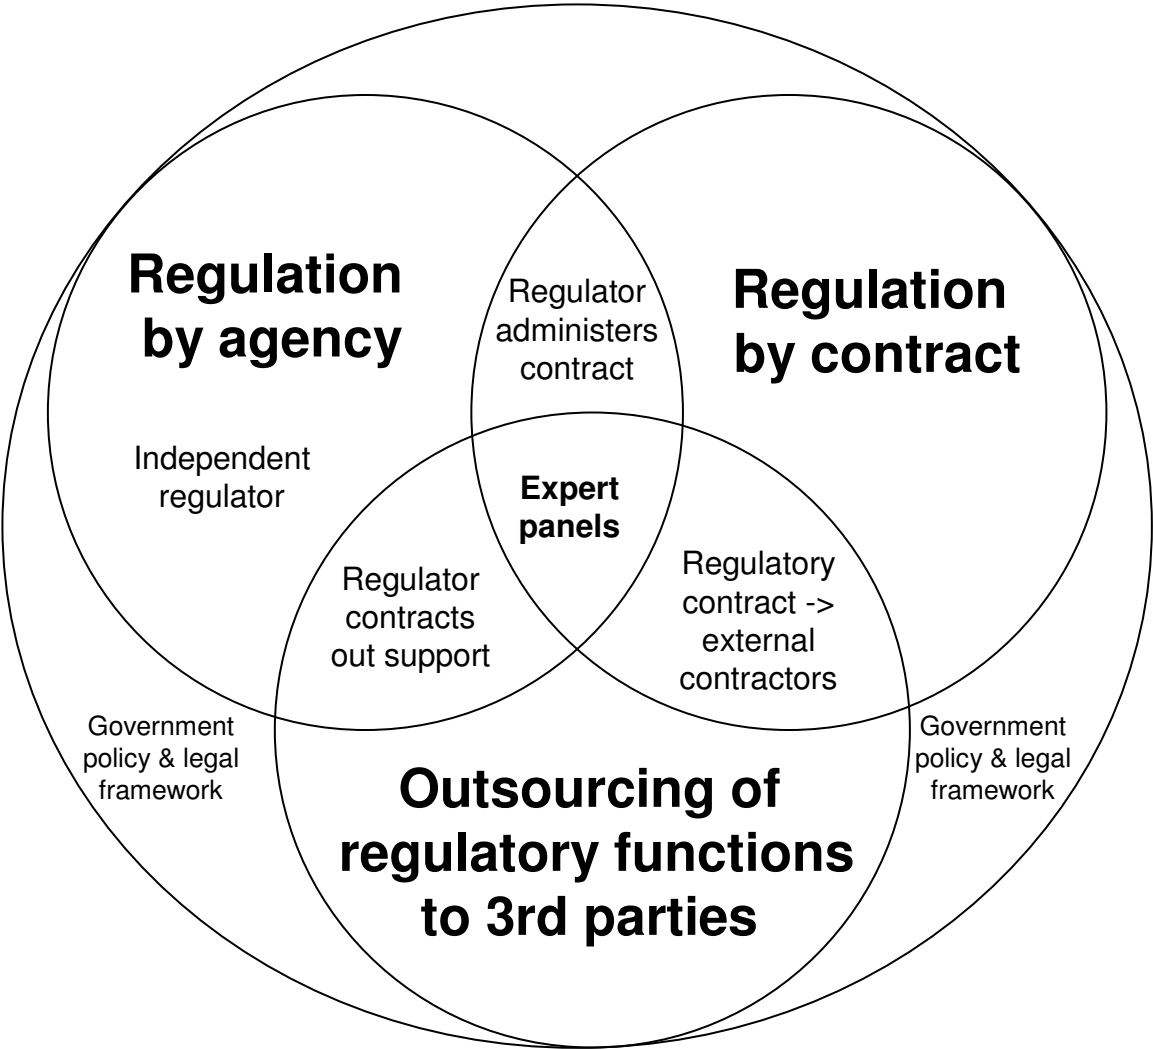 Regulation
by agency
Regulator
administers
contract
Regulation
by contract
Independent
regulator
Expert
panels
Regulator
contracts
out support
Regulatory
contract ->
external
contractors
Government
policy & legal
framework
Government
policy & legal
framework
Outsourcing of
regulatory functions
to 3rd parties